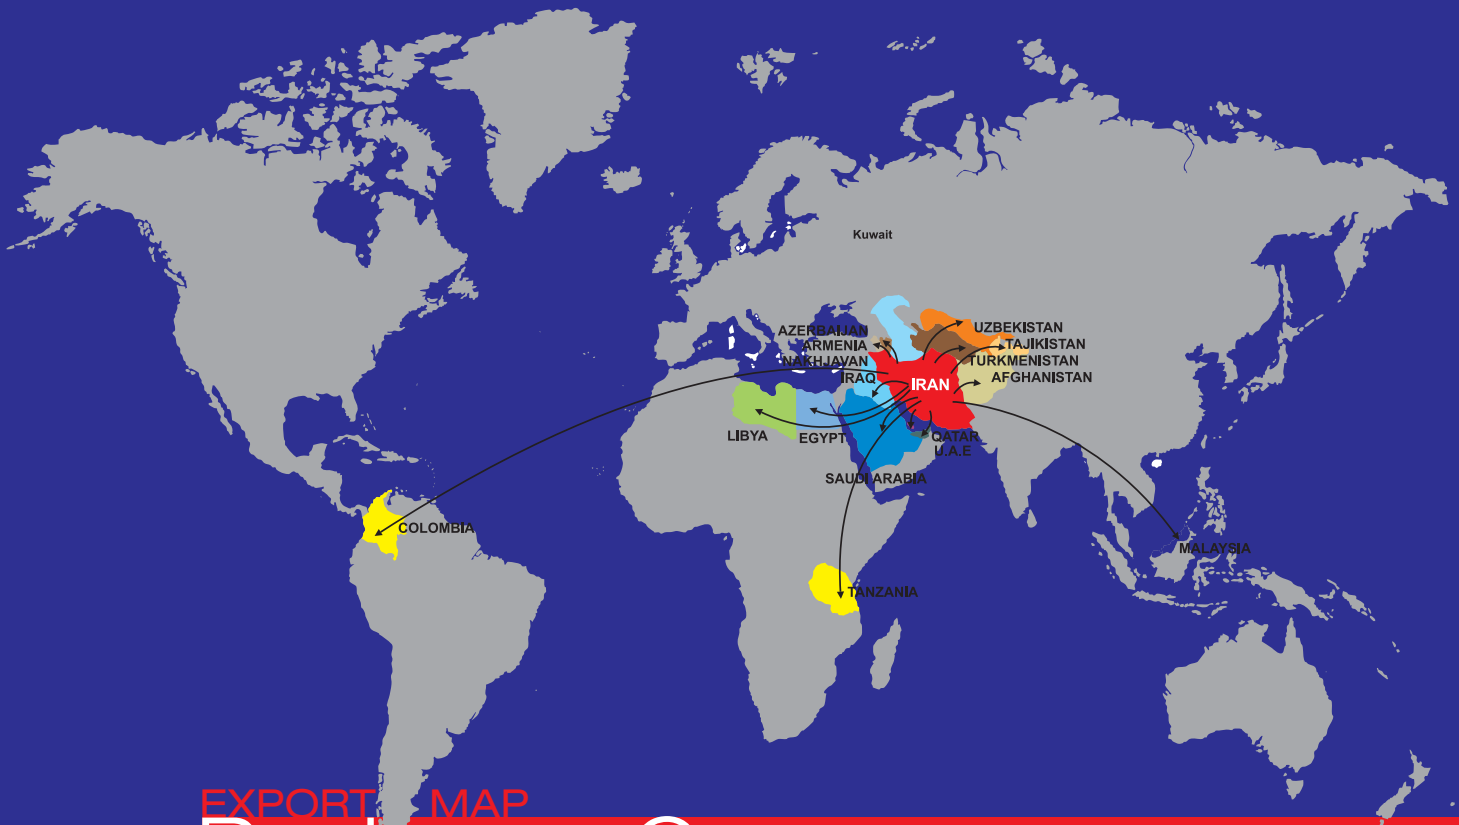 Kuwait
AZERBAIJAN
UZBEKISTAN
ARMENIA
TAJIKISTAN
NAKHJAVAN
TURKMENISTAN
IRAQ
AFGHANISTAN
IRAN
LIBYA
EGYPT
QATAR
U.A.E
SAUDI ARABIA
COLOMBIA
MALAYSIA
TANZANIA
EXPORT MAP